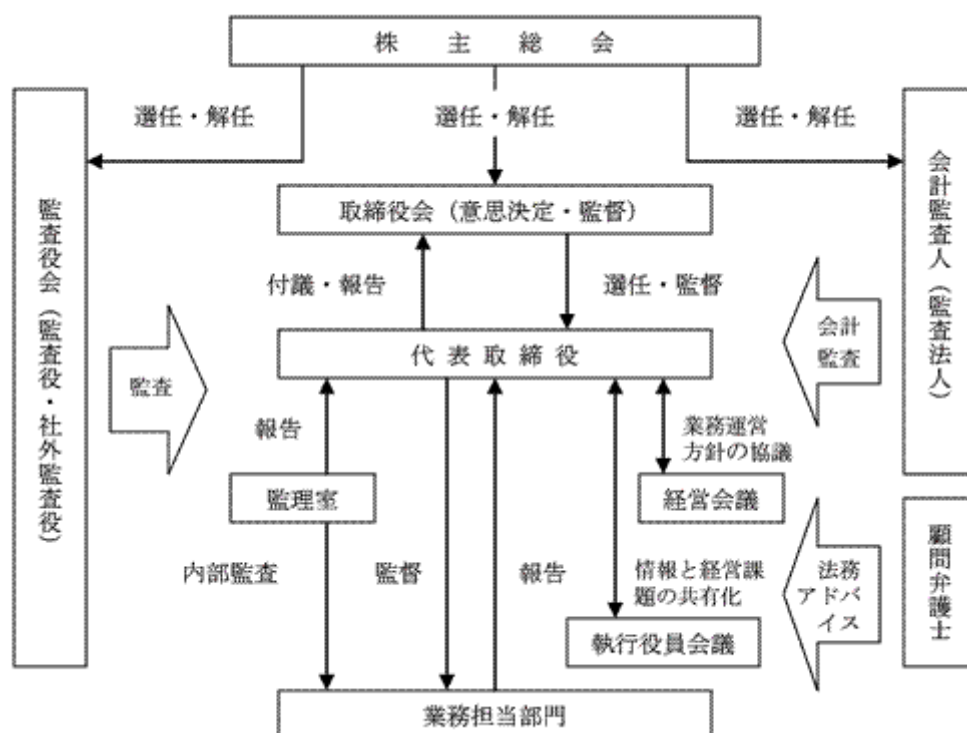 株主総会
選任・解任
選任・解任
選任・解任
監査役会（監査役・社外監査役）
会計監査人（監査法人）
取締役会（意思決定・監督）
付議・報告
選任・監督
監査
会計
監査
代表取締役
報告
業務運営
方針の協議
監理室
経営会議
内部監査
監督
報告
情報と経営課
題の共有化
法務
アドバ
イス
顧問弁護士
執行役員会議
業務担当部門